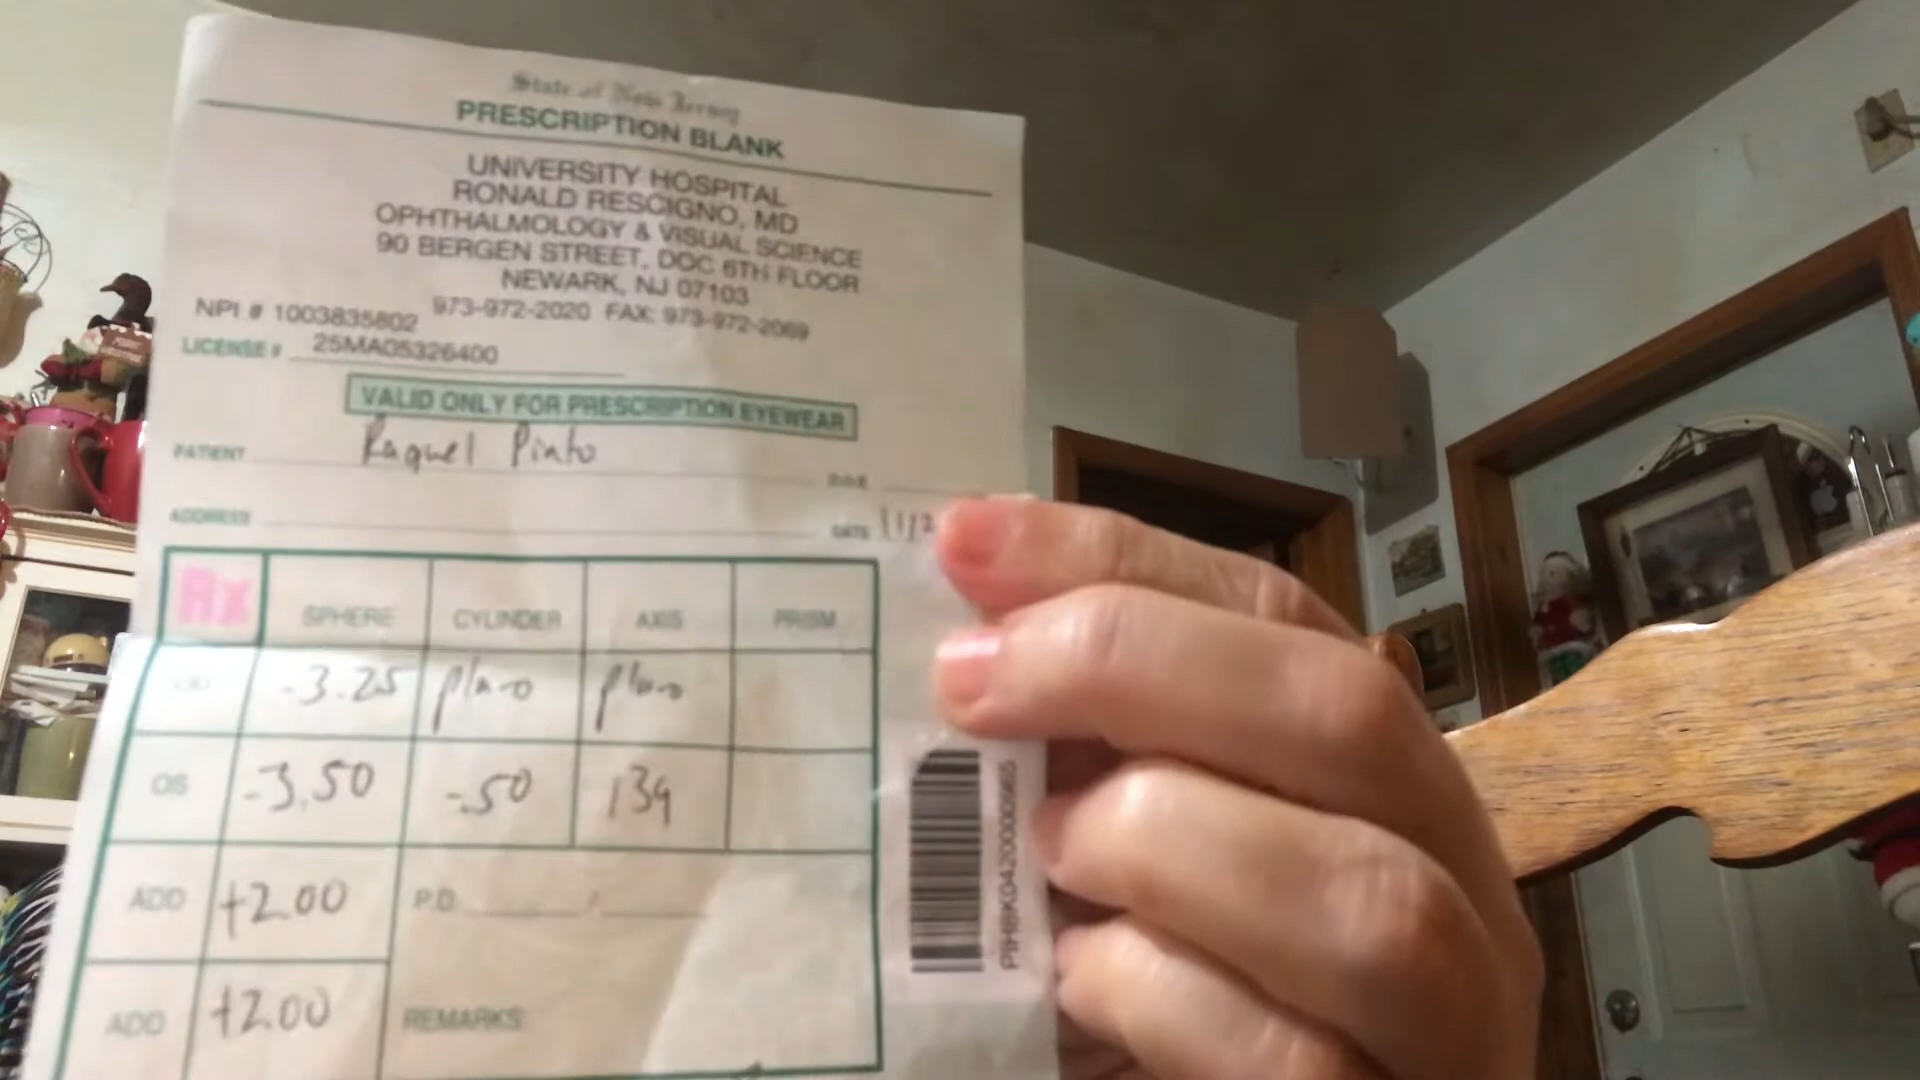 State of New Jersey
PRESCRIPTION BLANK
UNIVERSITY HOSPITAL
RONALD RESCIGNO, MD
OPHTHALMOLOGY & VISUAL SCIENCE
90 BERGEN STREET, DOC 6TH FLOOR
NEWARK, NJ 07103
NPI # 1003835802 973-972-2020 FAX: 973-972-2069
LICENSE # 25MA05326400
VALID ONLY FOR PRESCRIPTION EYEWEAR
PATIENT Raquel Pinto
ADDRESS DATE 11/2
Rx SPHERE CYLINDER AXIS PRISM
OD -3.25 plano plano
OS -3.50 -.50 134
ADD +2.00 P.D.
ADD +2.00 REMARKS